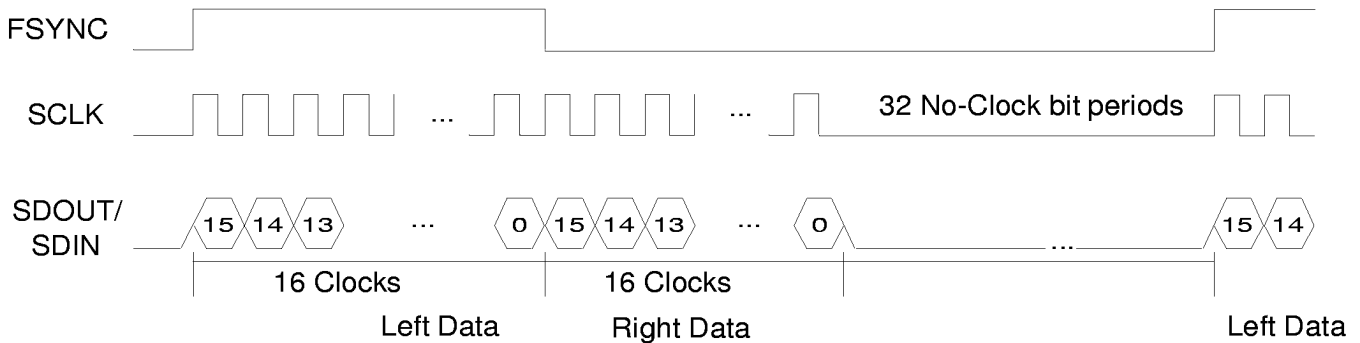 FSYNC
SCLK ... ... 32 No-Clock bit periods
SDOUT/
SDIN
15 14 13 ... 0 15 14 13 ... 0 ... 15 14
16 Clocks 16 Clocks
Left Data Right Data Left Data